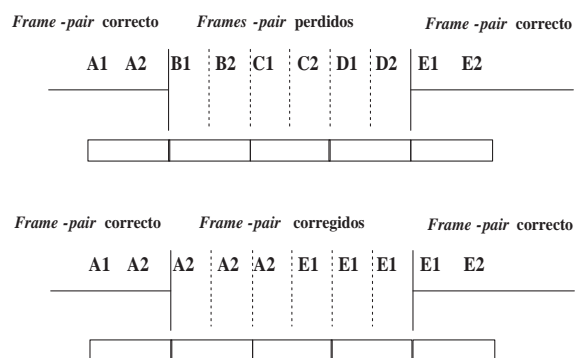 Frame -pair correcto Frames -pair perdidos Frame -pair correcto
A1 A2 B1 B2 C1 C2 D1 D2 E1 E2
Frame -pair correcto Frame -pair corregidos Frame -pair correcto
A1 A2 A2 A2 A2 E1 E1 E1 E1 E2